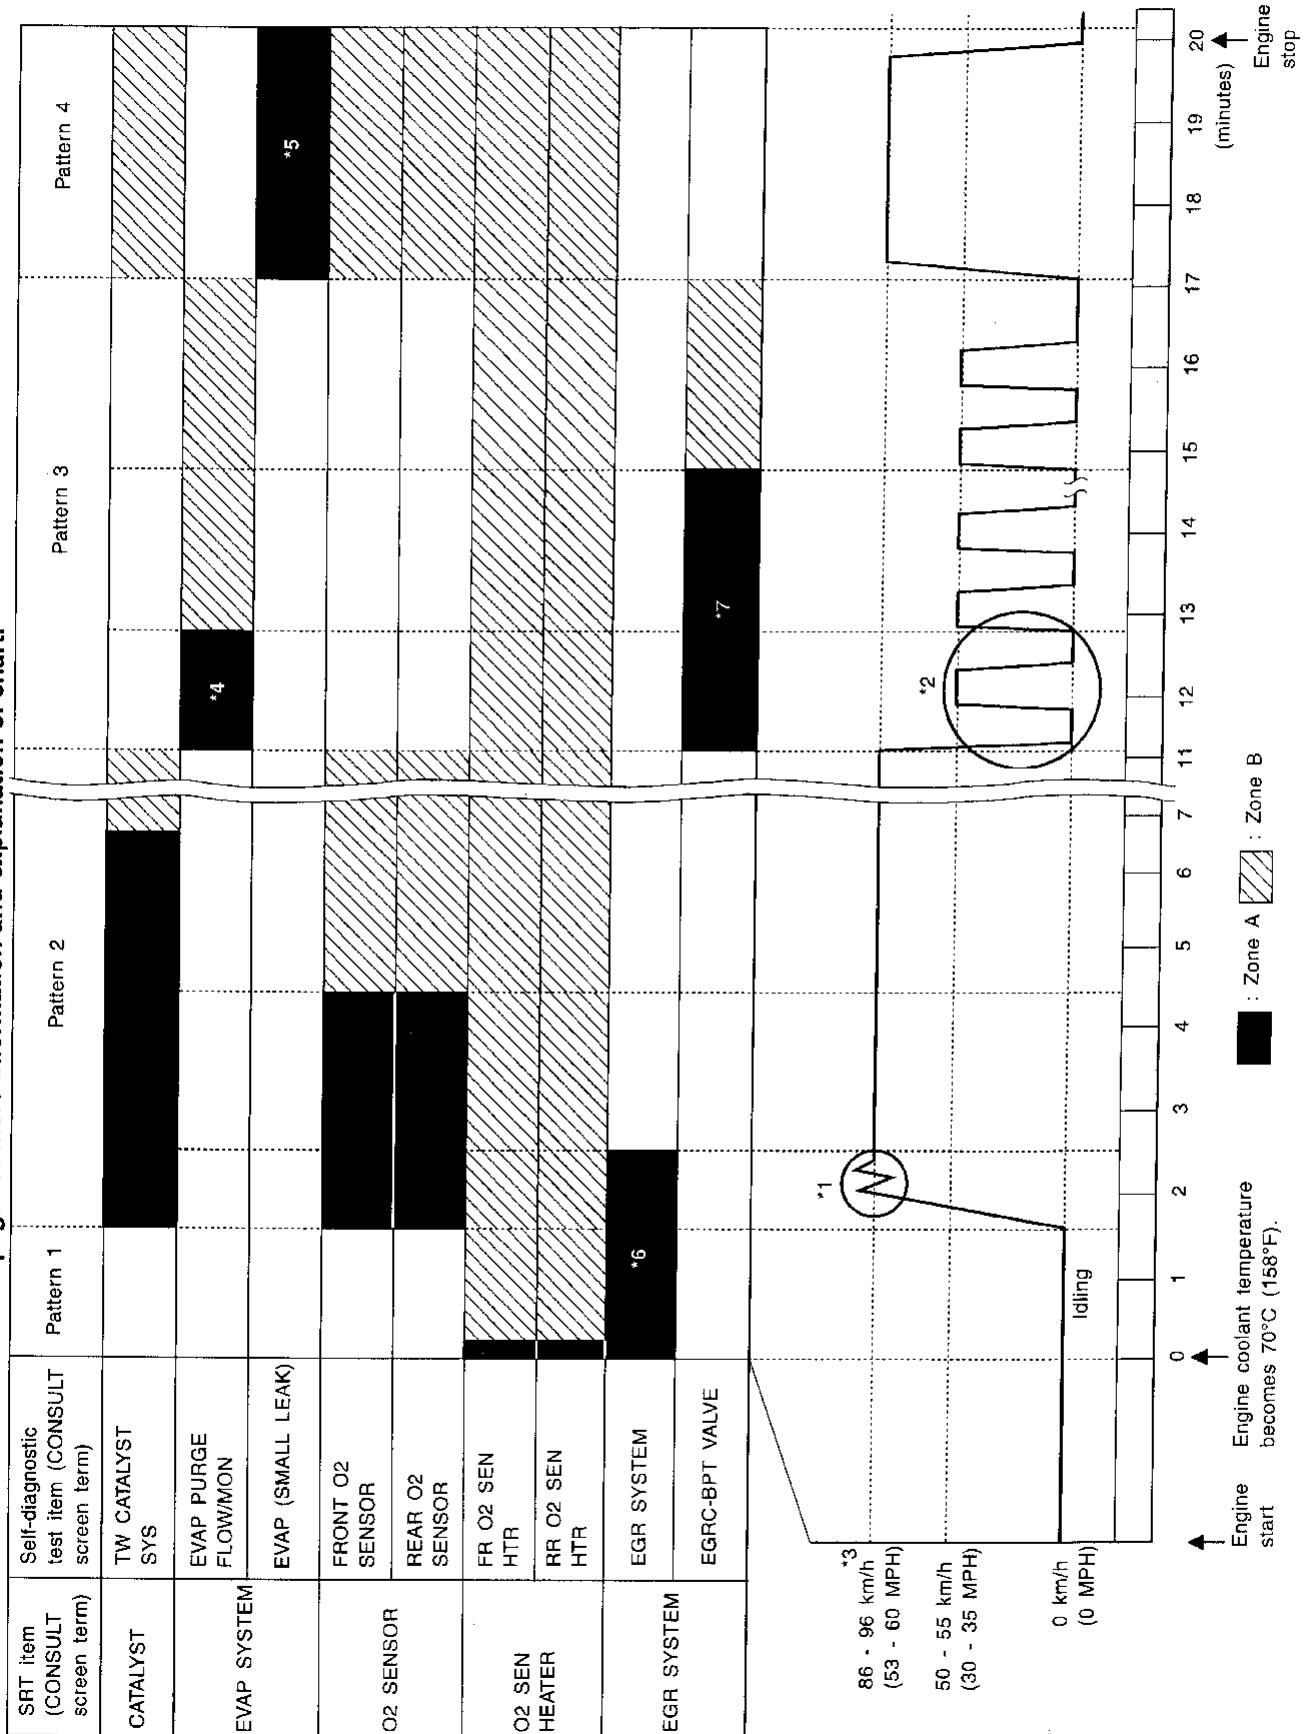 SRT item
(CONSULT
screen term)
Self-diagnostic
test item (CONSULT
screen term)
Pattern 1
Pattern 2
Pattern 3
Pattern 4
CATALYST
TW CATALYST
SYS
EVAP SYSTEM
EVAP PURGE
FLOW/MON
*4
EVAP (SMALL LEAK)
*5
O2 SENSOR
FRONT O2
SENSOR
REAR O2
SENSOR
O2 SEN
HEATER
FR O2 SEN
HTR
RR O2 SEN
HTR
EGR SYSTEM
EGR SYSTEM
*6
EGRC-BPT VALVE
*7
*3
86 - 96 km/h
(53 - 60 MPH)
50 - 55 km/h
(30 - 35 MPH)
0 km/h
(0 MPH)
*1
*2
Idling
0 1 2 3 4 5 6 7 11 12 13 14 15 16 17 18 19 20
(minutes)
Engine
start
Engine coolant temperature
becomes 70°C (158°F).
: Zone A
: Zone B
Engine
stop